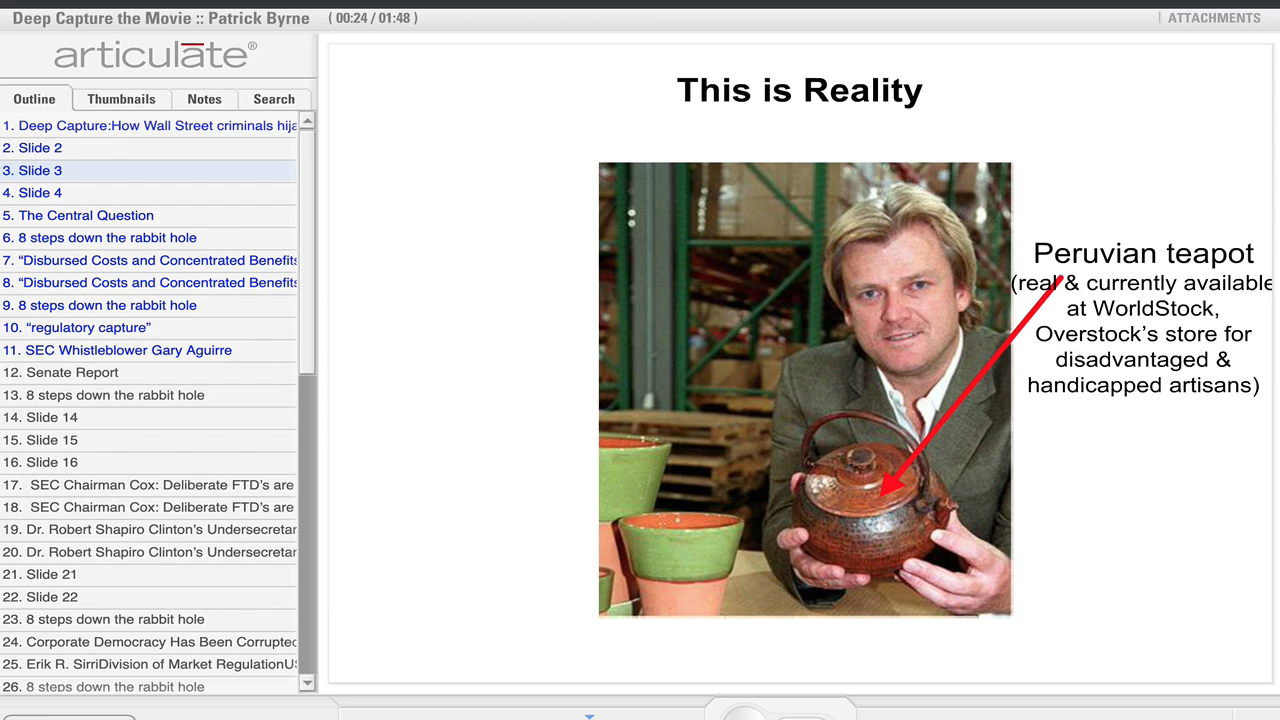 Deep Capture the Movie :: Patrick Byrne ( 00:24 / 01:48 )
ATTACHMENTS
articulate®
Outline Thumbnails Notes Search
1. Deep Capture:How Wall Street criminals hija
2. Slide 2
3. Slide 3
4. Slide 4
5. The Central Question
6. 8 steps down the rabbit hole
7. “Disbursed Costs and Concentrated Benefits
8. “Disbursed Costs and Concentrated Benefits
9. 8 steps down the rabbit hole
10. “regulatory capture”
11. SEC Whistleblower Gary Aguirre
12. Senate Report
13. 8 steps down the rabbit hole
14. Slide 14
15. Slide 15
16. Slide 16
17. SEC Chairman Cox: Deliberate FTD’s are
18. SEC Chairman Cox: Deliberate FTD’s are
19. Dr. Robert Shapiro Clinton’s Undersecretar
20. Dr. Robert Shapiro Clinton’s Undersecretar
21. Slide 21
22. Slide 22
23. 8 steps down the rabbit hole
24. Corporate Democracy Has Been Corrupted
25. Erik R. SirriDivision of Market RegulationUS
26. 8 steps down the rabbit hole
This is Reality
Peruvian teapot
(real & currently available
at WorldStock,
Overstock’s store for
disadvantaged &
handicapped artisans)